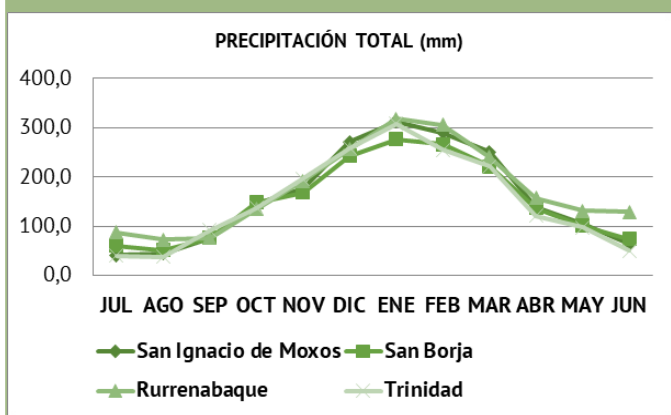 PRECIPITACIÓN TOTAL (mm)
400,0
300,0
200,0
100,0
0,0
JUL AGO SEP OCT NOV DIC ENE FEB MAR ABR MAY JUN
San Ignacio de Moxos San Borja
Rurrenabaque Trinidad